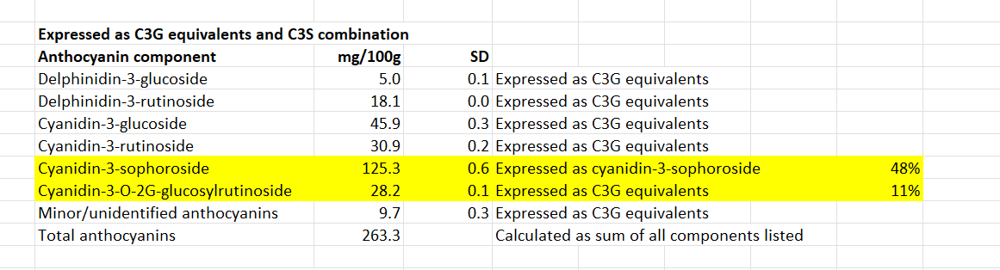 Expressed as C3G equivalents and C3S combination
Anthocyanin component mg/100g SD
Delphinidin-3-glucoside 5.0 0.1 Expressed as C3G equivalents
Delphinidin-3-rutinoside 18.1 0.0 Expressed as C3G equivalents
Cyanidin-3-glucoside 45.9 0.3 Expressed as C3G equivalents
Cyanidin-3-rutinoside 30.9 0.2 Expressed as C3G equivalents
Cyanidin-3-sophoroside 125.3 0.6 Expressed as cyanidin-3-sophoroside 48%
Cyanidin-3-O-2G-glucosylrutinoside 28.2 0.1 Expressed as C3G equivalents 11%
Minor/unidentified anthocyanins 9.7 0.3 Expressed as C3G equivalents
Total anthocyanins 263.3 Calculated as sum of all components listed